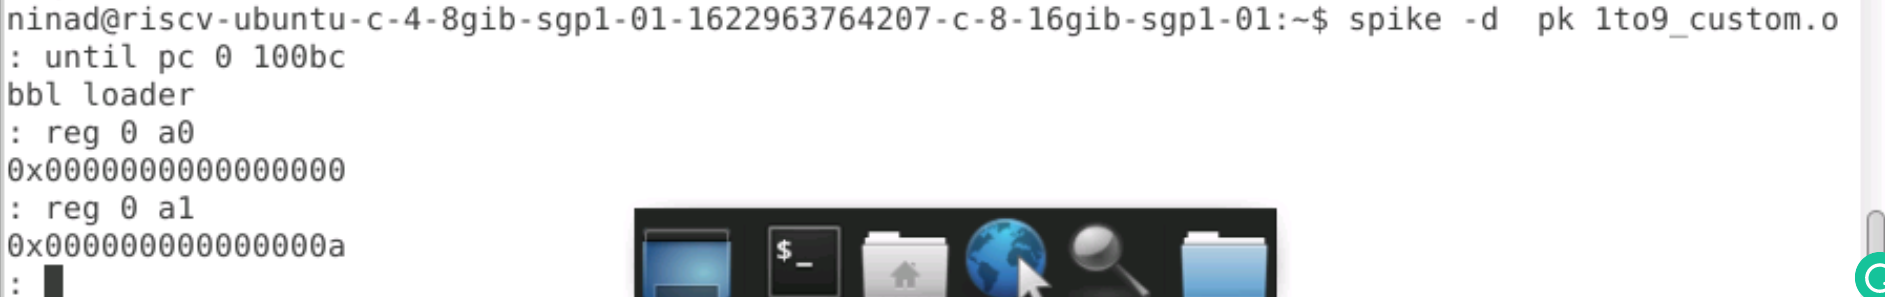 ninad@riscv-ubuntu-c-4-8gib-sgp1-01-1622963764207-c-8-16gib-sgp1-01:~$ spike -d  pk 1to9_custom.o
: until pc 0 100bc
bbl loader
: reg 0 a0
0x0000000000000000
: reg 0 a1
0x000000000000000a
:
$_